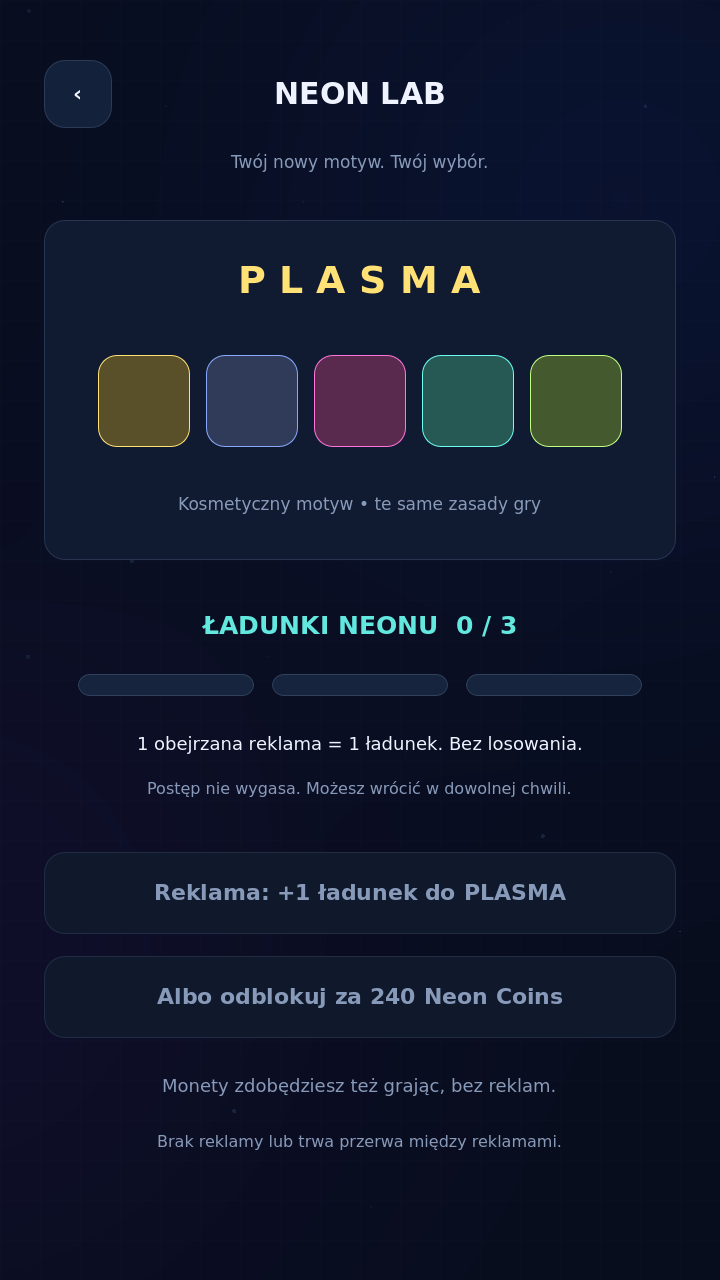 ‹
NEON LAB
Twój nowy motyw. Twój wybór.
PLASMA
Kosmetyczny motyw • te same zasady gry
ŁADUNKI NEONU 0 / 3
1 obejrzana reklama = 1 ładunek. Bez losowania.
Postęp nie wygasa. Możesz wrócić w dowolnej chwili.
Reklama: +1 ładunek do PLASMA
Albo odblokuj za 240 Neon Coins
Monety zdobędziesz też grając, bez reklam.
Brak reklamy lub trwa przerwa między reklamami.